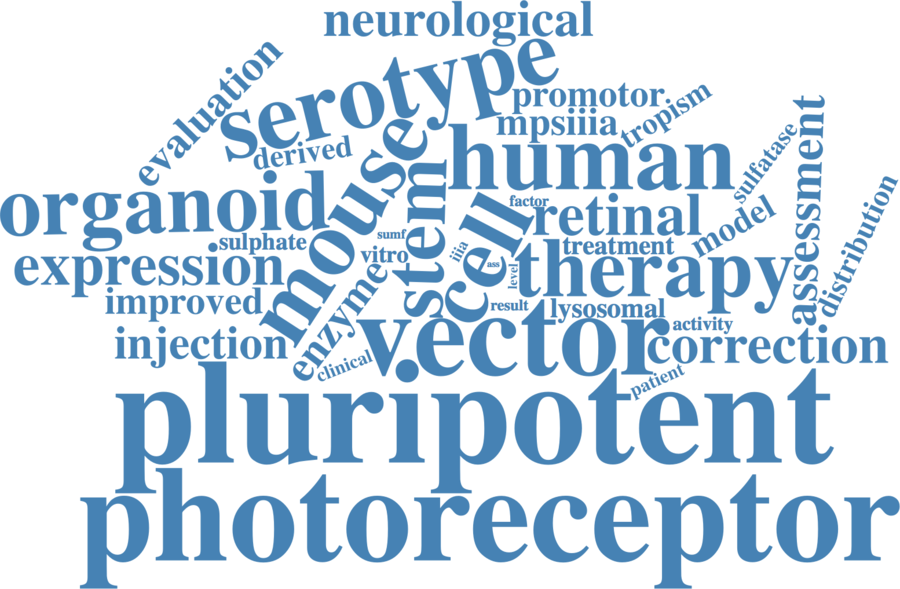 neurological
serotype
evaluation
promotor
tropism
mpsiiia
derived
human
mouse
stem
sulfatase
assessment
organoid
cell
factor
retinal
model
distribution
sulphate
sumf
vitro
iiia
ass
level
treatment
expression
therapy
improved
enzyme
result
lysosomal
activity
injection
vector
correction
clinical
patient
pluripotent
photoreceptor